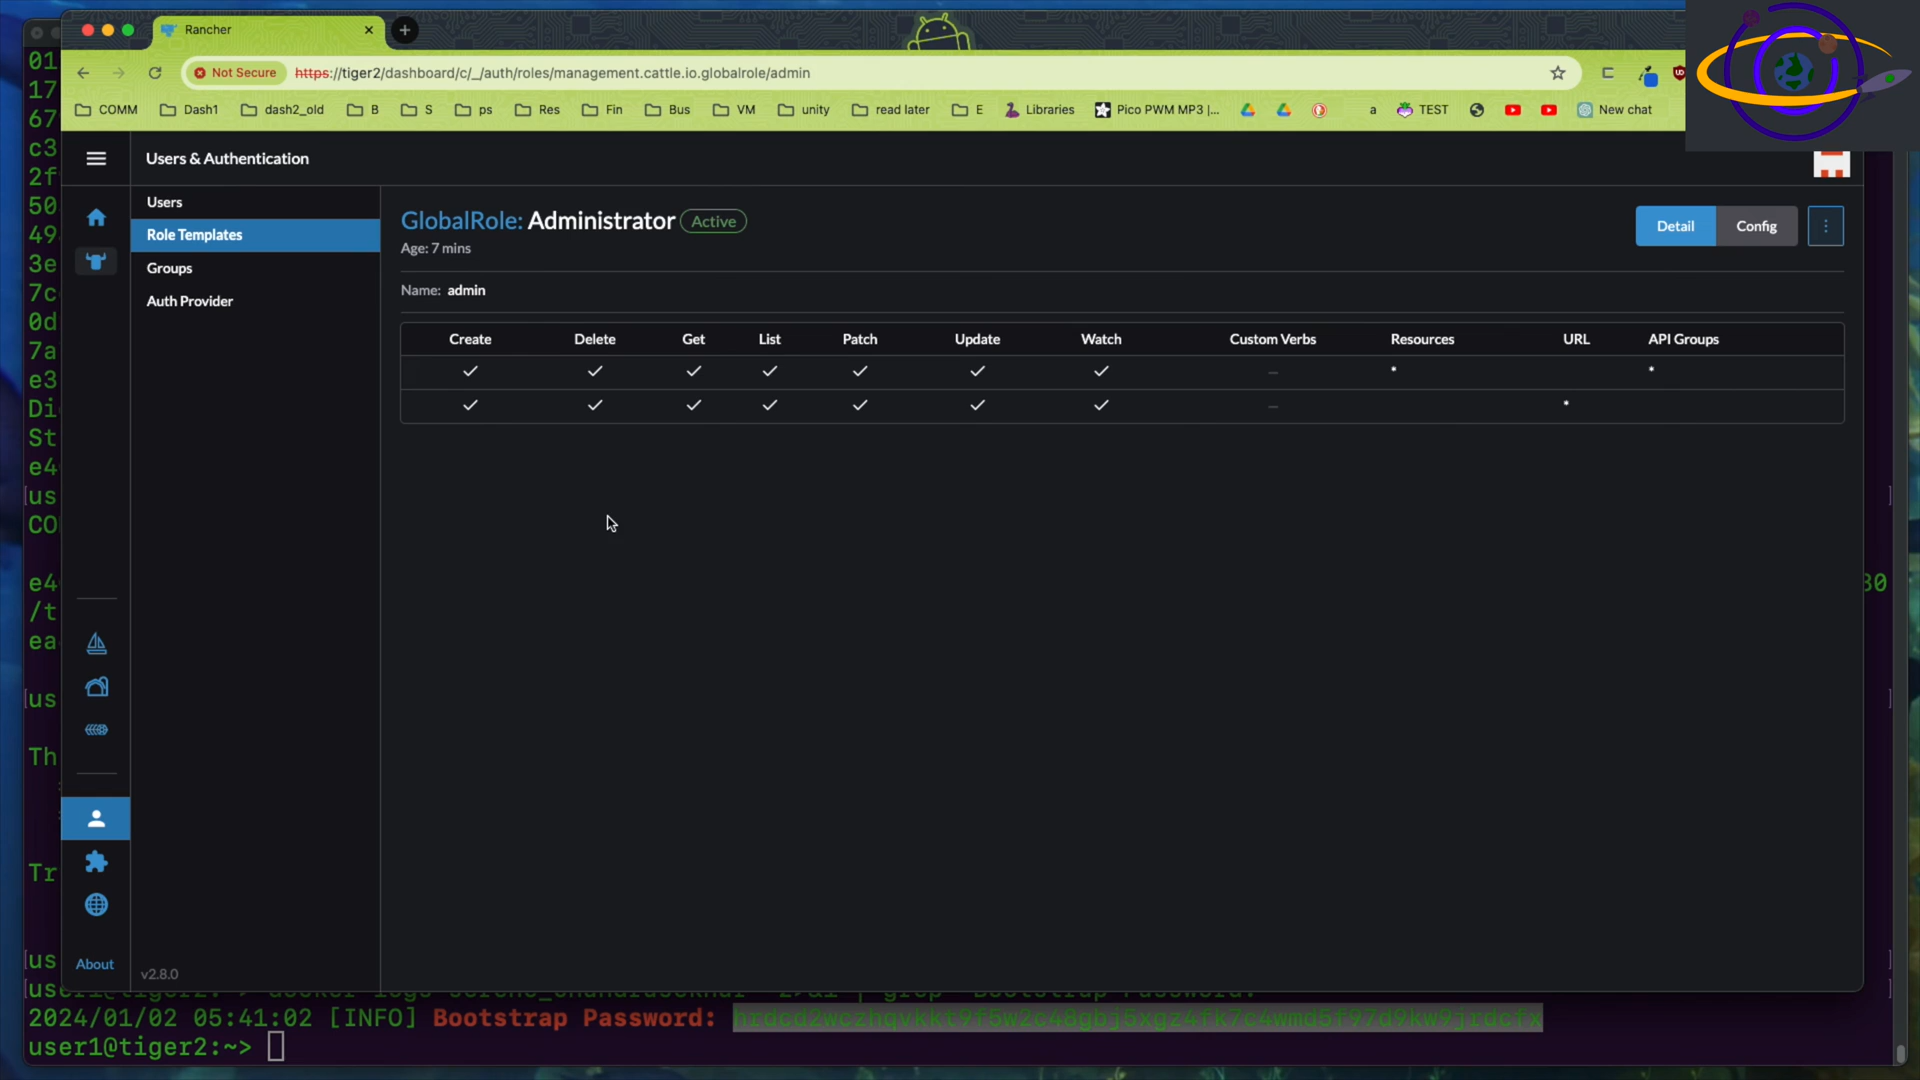 Rancher
Not Secure https://tiger2/dashboard/c/_/auth/roles/management.cattle.io.globalrole/admin
COMM Dash1 dash2_old B S ps Res Fin Bus VM unity read later E Libraries Pico PWM MP3 |... a TEST New chat
Users & Authentication
Users
Role Templates
Groups
Auth Provider
GlobalRole: Administrator Active
Detail Config
Age: 7 mins
Name: admin
Create Delete Get List Patch Update Watch Custom Verbs Resources URL API Groups
✓ ✓ ✓ ✓ ✓ ✓ ✓ — * *
✓ ✓ ✓ ✓ ✓ ✓ ✓ — *
About
v2.8.0
01
17
67
c3
2f
50
49
3e
7c
0d
7a
e3
Di
St
e4
[us ]
CO
e4 30
/t
ea
[us ]
Th
Tr
[us ]
2024/01/02 05:41:02 [INFO] Bootstrap Password:
user1@tiger2:~>